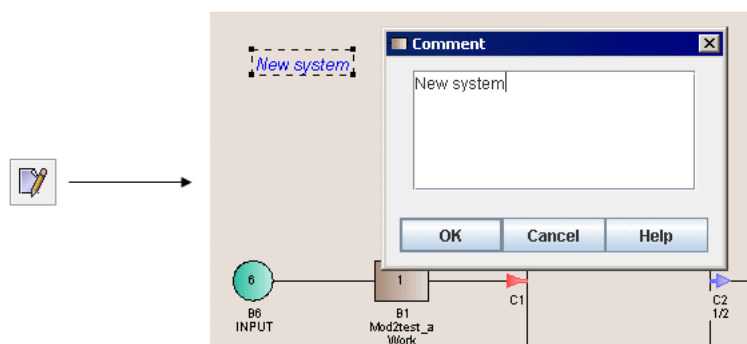 New system
Comment
New system
OK Cancel Help
6
B6
INPUT
1
B1
Mod2test_a
Work
C1
C2
1/2